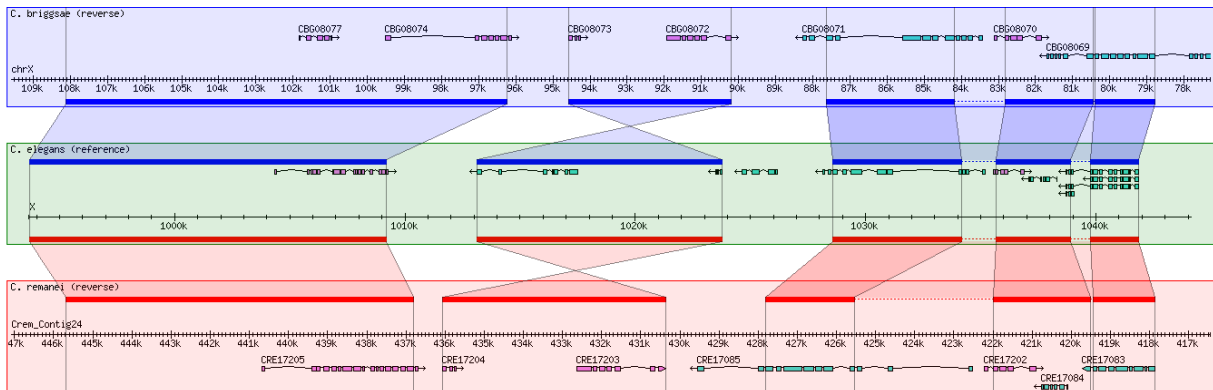 C. briggsae (reverse)
CBG08077 CBG08074 CBG08073 CBG08072 CBG08071 CBG08070
CBG08069
chrX
109k 108k 107k 106k 105k 104k 103k 102k 101k 100k 99k 98k 97k 96k 95k 94k 93k 92k 91k 90k 89k 88k 87k 86k 85k 84k 83k 82k 81k 80k 79k 78k
C. elegans (reference)
X
1000k 1010k 1020k 1030k 1040k
C. remanei (reverse)
Crem_Contig24
47k 446k 445k 444k 443k 442k 441k 440k 439k 438k 437k 436k 435k 434k 433k 432k 431k 430k 429k 428k 427k 426k 425k 424k 423k 422k 421k 420k 419k 418k 417k
CRE17205 CRE17204 CRE17203 CRE17085 CRE17202 CRE17083
CRE17084